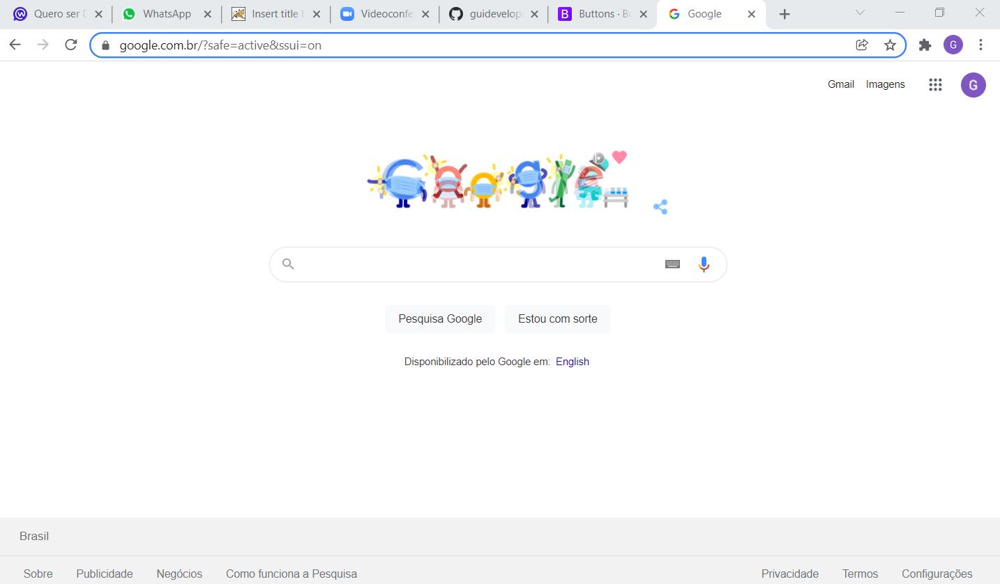 Quero ser WhatsApp Insert title Videoconfe guidevelop Buttons · Be Google
google.com.br/?safe=active&ssui=on G
Gmail Imagens G
Google
Pesquisa Google Estou com sorte
Disponibilizado pelo Google em: English
Brasil
Sobre Publicidade Negócios Como funciona a Pesquisa Privacidade Termos Configurações